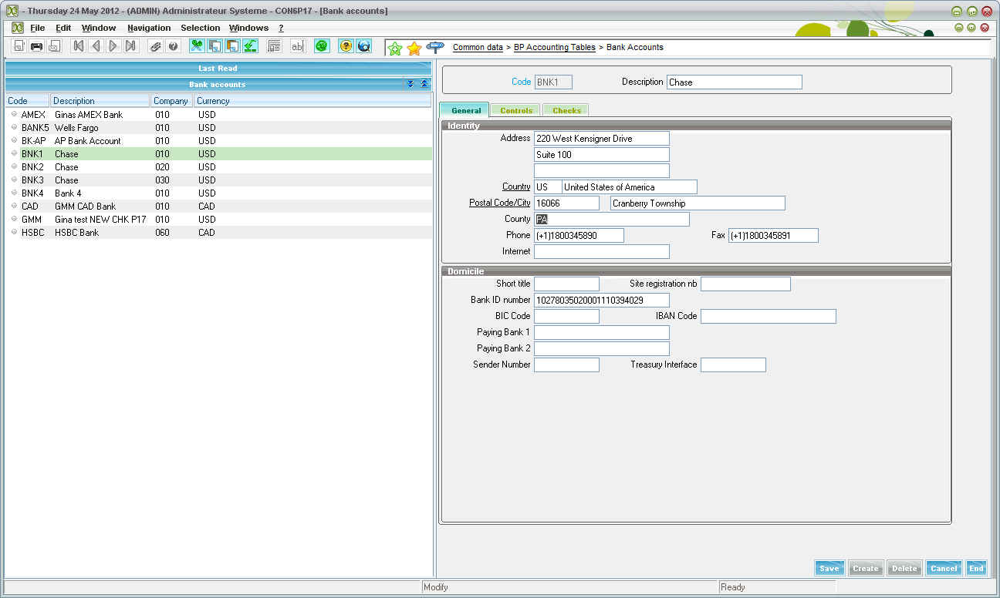 - Thursday 24 May 2012 - (ADMIN) Administrateur Systeme - CON6P17 - [Bank accounts]
File Edit Window Navigation Selection Windows ?
Common data > BP Accounting Tables > Bank Accounts
Last Read
Bank accounts
Code Description Company Currency
AMEX Ginas AMEX Bank 010 USD
BANK5 Wells Fargo 010 USD
BK-AP AP Bank Account 010 USD
BNK1 Chase 010 USD
BNK2 Chase 020 USD
BNK3 Chase 030 USD
BNK4 Bank 4 010 USD
CAD GMM CAD Bank 010 CAD
GMM Gina test NEW CHK P17 010 USD
HSBC HSBC Bank 060 CAD
Code BNK1 Description Chase
General Controls Checks
Identity
Address 220 West Kensigner Drive
Suite 100
Country US United States of America
Postal Code/City 16066 Cranberry Township
County PA
Phone (+1)1800345890 Fax (+1)1800345891
Internet
Domicile
Short title Site registration nb
Bank ID number 10278035020001110394029
BIC Code IBAN Code
Paying Bank 1
Paying Bank 2
Sender Number Treasury Interface
Save Create Delete Cancel End
Modify Ready